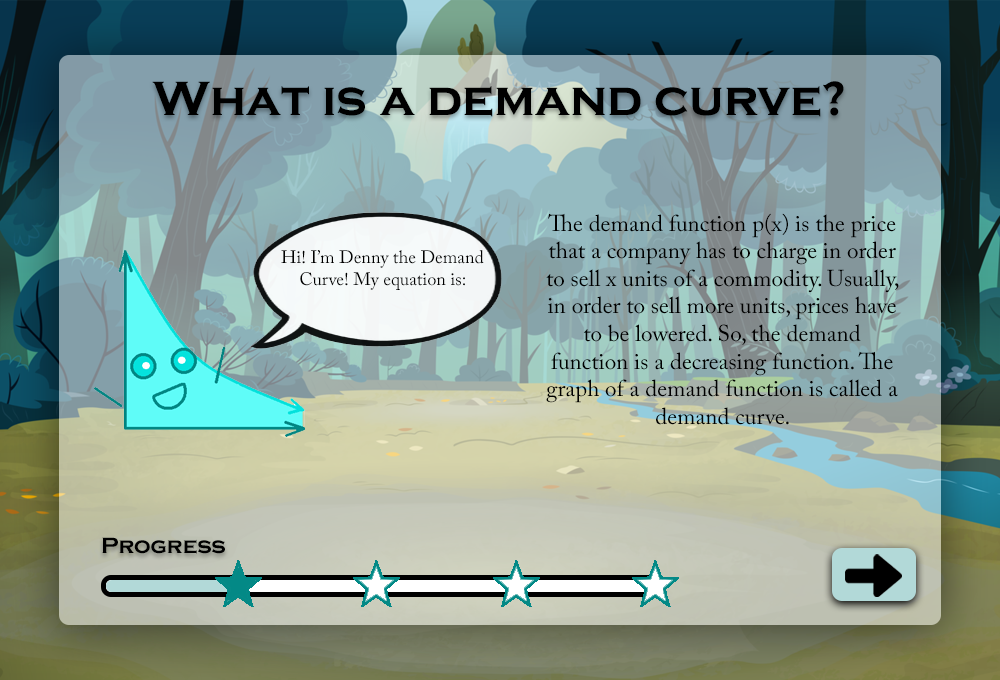 WHAT IS A DEMAND CURVE?
Hi! I'm Denny the Demand
Curve! My equation is:
The demand function p(x) is the price
that a company has to charge in order
to sell x units of a commodity. Usually,
in order to sell more units, prices have
to be lowered. So, the demand
function is a decreasing function. The
graph of a demand function is called a
demand curve.
PROGRESS